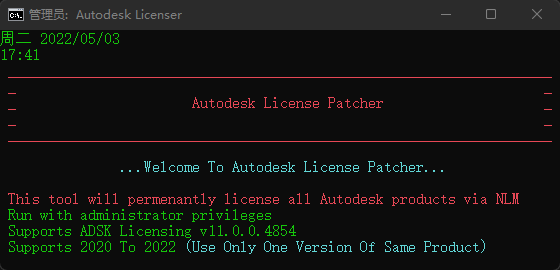 管理员: Autodesk Licenser
周二 2022/05/03
17:41
Autodesk License Patcher
...Welcome To Autodesk License Patcher...
This tool will permenantly license all Autodesk products via NLM
Run with administrator privileges
Supports ADSK Licensing v11.0.0.4854
Supports 2020 To 2022 (Use Only One Version Of Same Product)